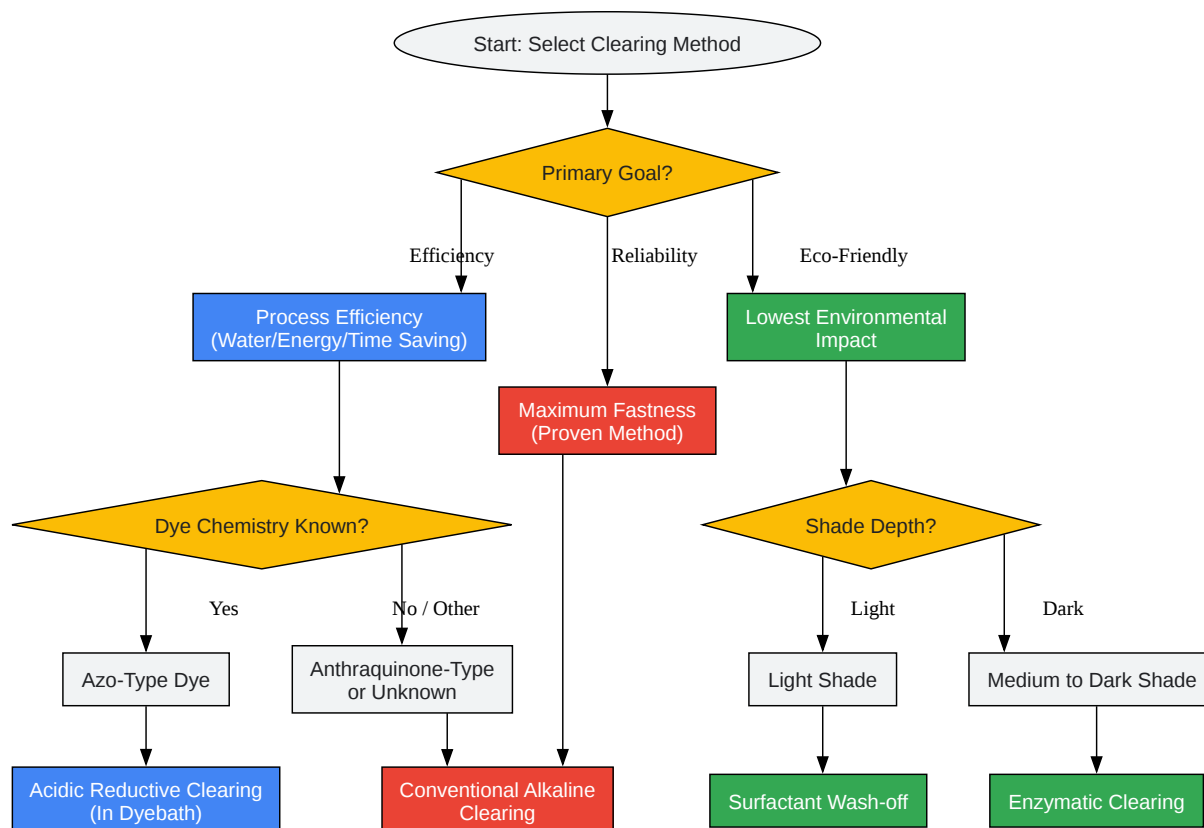 Start: Select Clearing Method
Primary Goal?
Efficiency
Reliability
Eco-Friendly
Process Efficiency
(Water/Energy/Time Saving)
Lowest Environmental
Impact
Maximum Fastness
(Proven Method)
Dye Chemistry Known?
Shade Depth?
Yes
No / Other
Light
Dark
Azo-Type Dye
Anthraquinone-Type
or Unknown
Light Shade
Medium to Dark Shade
Acidic Reductive Clearing
(In Dyebath)
Conventional Alkaline
Clearing
Surfactant Wash-off
Enzymatic Clearing